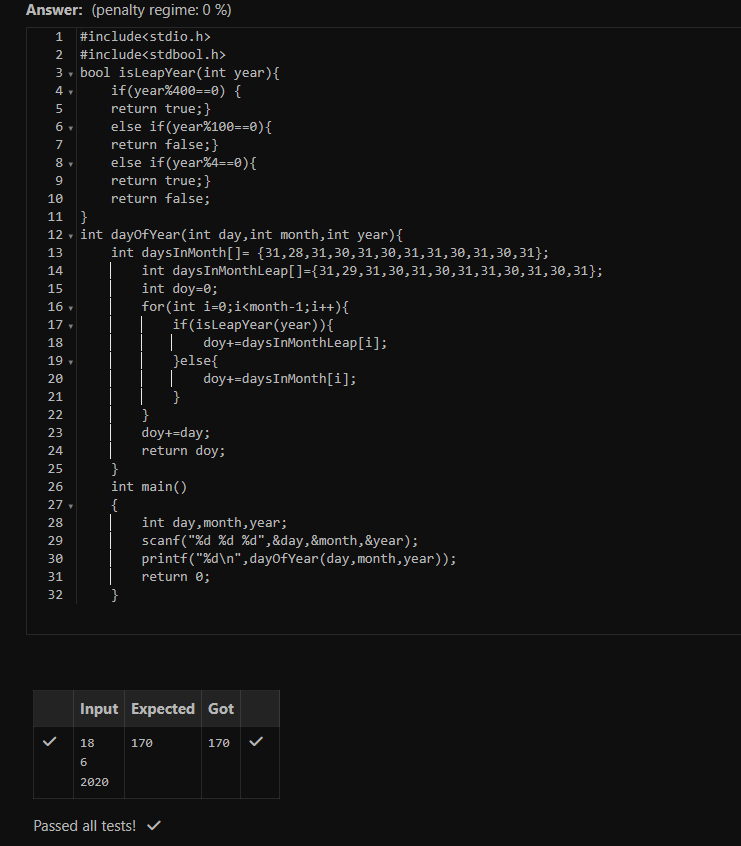 Answer: (penalty regime: 0 %)
1 #include<stdio.h>
2 #include<stdbool.h>
3 bool isLeapYear(int year){
4     if(year%400==0) {
5     return true;}
6     else if(year%100==0){
7     return false;}
8     else if(year%4==0){
9     return true;}
10     return false;
11 }
12 int dayOfYear(int day,int month,int year){
13     int daysInMonth[]= {31,28,31,30,31,30,31,31,30,31,30,31};
14         int daysInMonthLeap[]={31,29,31,30,31,30,31,31,30,31,30,31};
15         int doy=0;
16         for(int i=0;i<month-1;i++){
17             if(isLeapYear(year)){
18                 doy+=daysInMonthLeap[i];
19             }else{
20                 doy+=daysInMonth[i];
21             }
22         }
23         doy+=day;
24         return doy;
25     }
26     int main()
27     {
28         int day,month,year;
29         scanf("%d %d %d",&day,&month,&year);
30         printf("%d\n",dayOfYear(day,month,year));
31         return 0;
32     }
Input Expected Got
18 170 170
6
2020
Passed all tests!